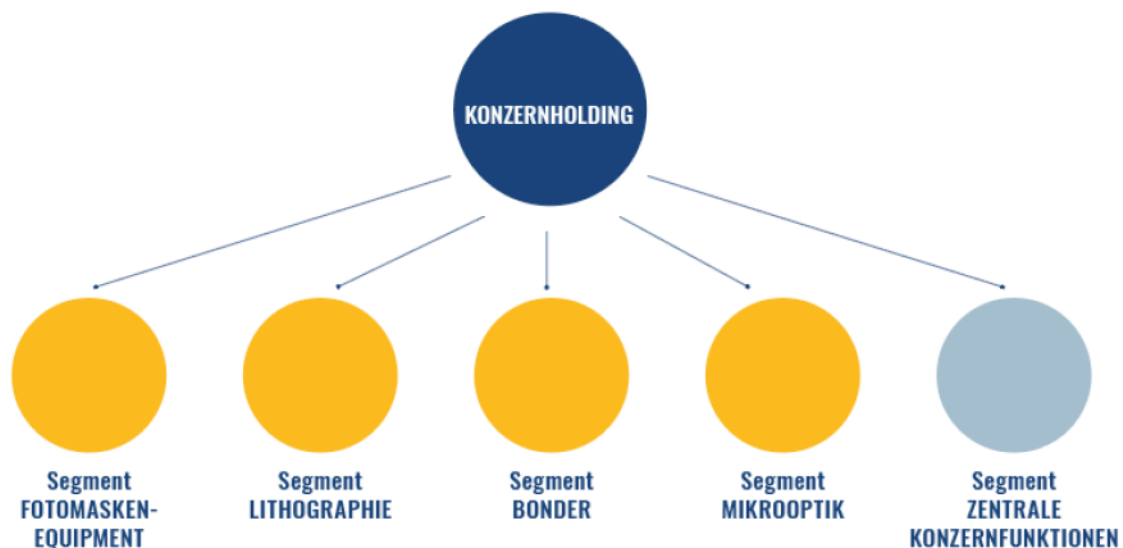 KONZERNHOLDING
Segment
FOTOMASKEN-
EQUIPMENT
Segment
LITHOGRAPHIE
Segment
BONDER
Segment
MIKROOPTIK
Segment
ZENTRALE
KONZERNFUNKTIONEN